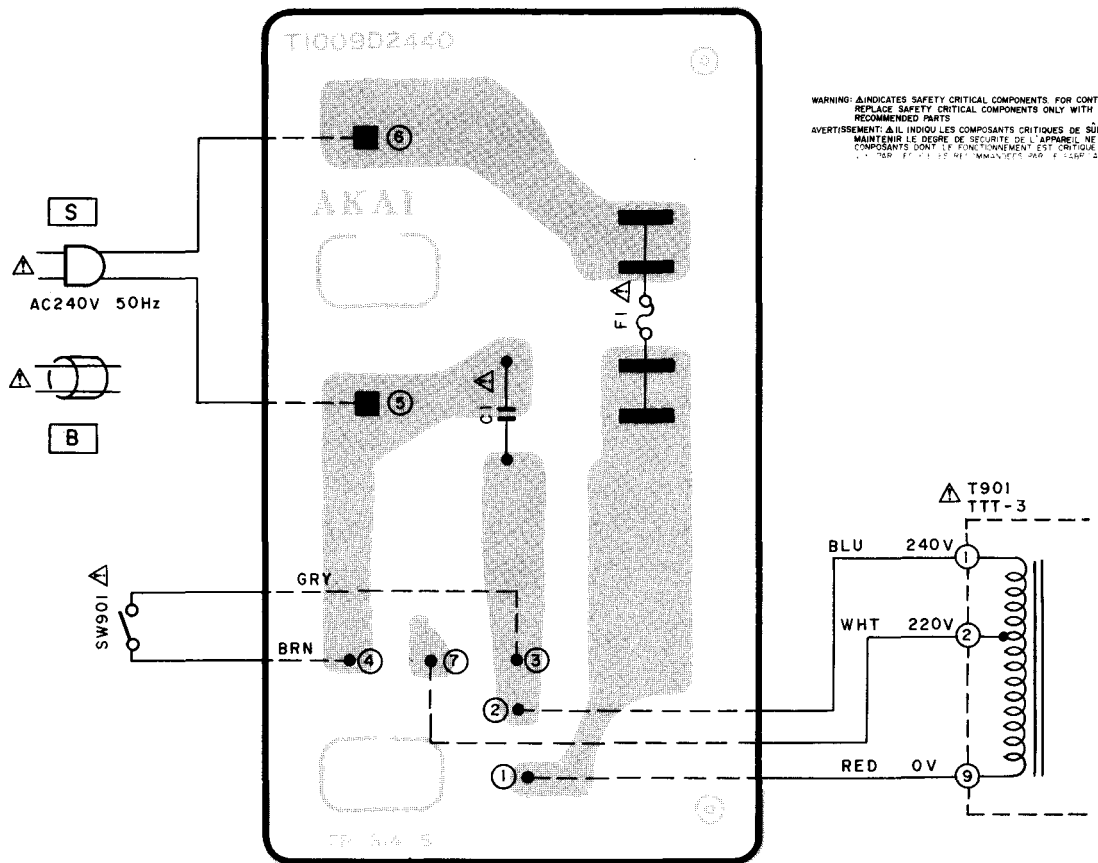 T1009D2440
WARNING: ⚠INDICATES SAFETY CRITICAL COMPONENTS. FOR CONT
REPLACE SAFETY CRITICAL COMPONENTS ONLY WITH
RECOMMENDED PARTS
AVERTISSEMENT: ⚠IL INDIQU LES COMPOSANTS CRITIQUES DE SÛ
MAINTENIR LE DEGRE DE SECURITE DE L'APPAREIL NE
CONPOSANTS DONT LE FONCTIONNEMENT EST CRITIQUE
RECOMMANDEES PAR
6
AKAI
S
AC240V 50Hz
F1
5
C1
B
T901
TTT-3
BLU 240V 1
GRY
WHT 220V 2
SW901
BRN
4
7
3
2
1
RED 0V 9